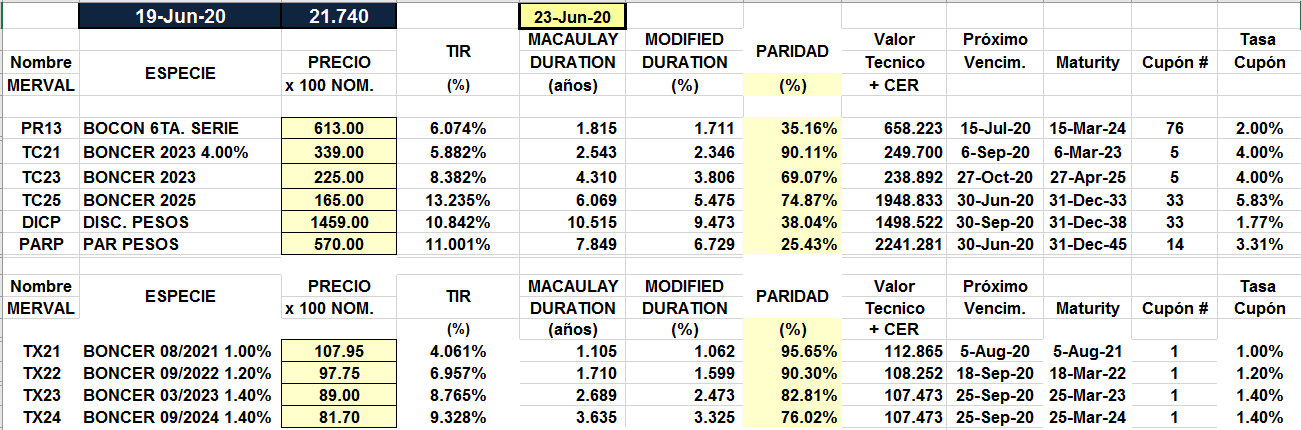 19-Jun-20 21.740 23-Jun-20
MACAULAY MODIFIED Valor Próximo Tasa
Nombre ESPECIE PRECIO TIR DURATION DURATION PARIDAD Tecnico Vencim. Maturity Cupón # Cupón
MERVAL x 100 NOM. (%) (años) (%) (%) + CER
PR13 BOCON 6TA. SERIE 613.00 6.074% 1.815 1.711 35.16% 658.223 15-Jul-20 15-Mar-24 76 2.00%
TC21 BONCER 2023 4.00% 339.00 5.882% 2.543 2.346 90.11% 249.700 6-Sep-20 6-Mar-23 5 4.00%
TC23 BONCER 2023 225.00 8.382% 4.310 3.806 69.07% 238.892 27-Oct-20 27-Apr-25 5 4.00%
TC25 BONCER 2025 165.00 13.235% 6.069 5.475 74.87% 1948.833 30-Jun-20 31-Dec-33 33 5.83%
DICP DISC. PESOS 1459.00 10.842% 10.515 9.473 38.04% 1498.522 30-Sep-20 31-Dec-38 33 1.77%
PARP PAR PESOS 570.00 11.001% 7.849 6.729 25.43% 2241.281 30-Jun-20 31-Dec-45 14 3.31%
Nombre ESPECIE PRECIO TIR MACAULAY MODIFIED PARIDAD Valor Próximo Tasa
MERVAL x 100 NOM. DURATION DURATION Tecnico Vencim. Maturity Cupón # Cupón
(%) (años) (%) (%) + CER
TX21 BONCER 08/2021 1.00% 107.95 4.061% 1.105 1.062 95.65% 112.865 5-Aug-20 5-Aug-21 1 1.00%
TX22 BONCER 09/2022 1.20% 97.75 6.957% 1.710 1.599 90.30% 108.252 18-Sep-20 18-Mar-22 1 1.20%
TX23 BONCER 03/2023 1.40% 89.00 8.765% 2.689 2.473 82.81% 107.473 25-Sep-20 25-Mar-23 1 1.40%
TX24 BONCER 09/2024 1.40% 81.70 9.328% 3.635 3.325 76.02% 107.473 25-Sep-20 25-Mar-24 1 1.40%